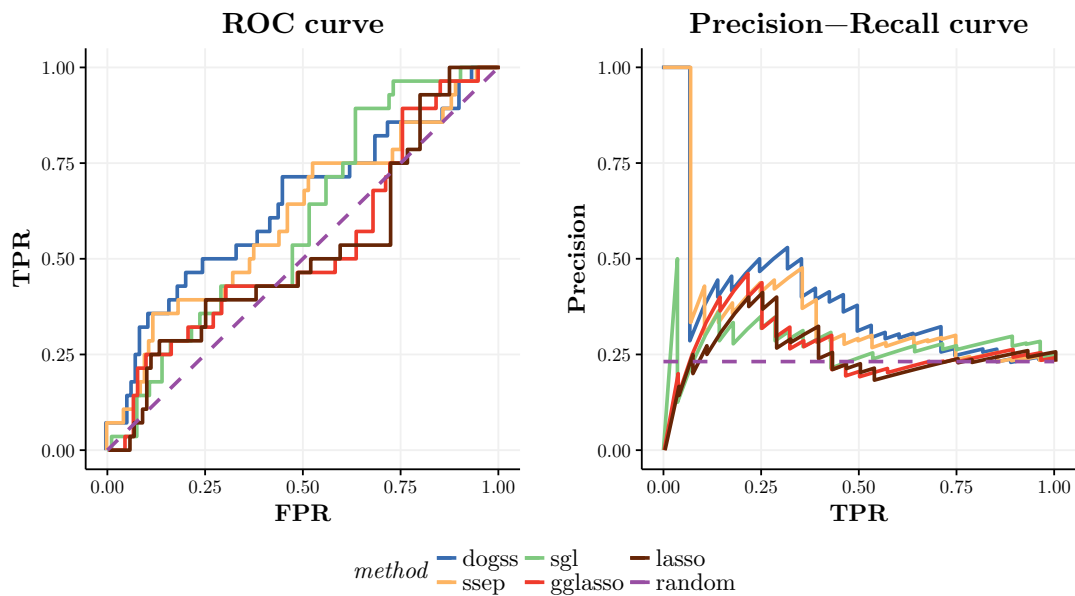 ROC curve
1.00
0.75
0.50
0.25
0.00
TPR
0.00 0.25 0.50 0.75 1.00
FPR
Precision−Recall curve
1.00
0.75
0.50
0.25
0.00
Precision
0.00 0.25 0.50 0.75 1.00
TPR
method dogss sgl lasso
ssep gglasso random